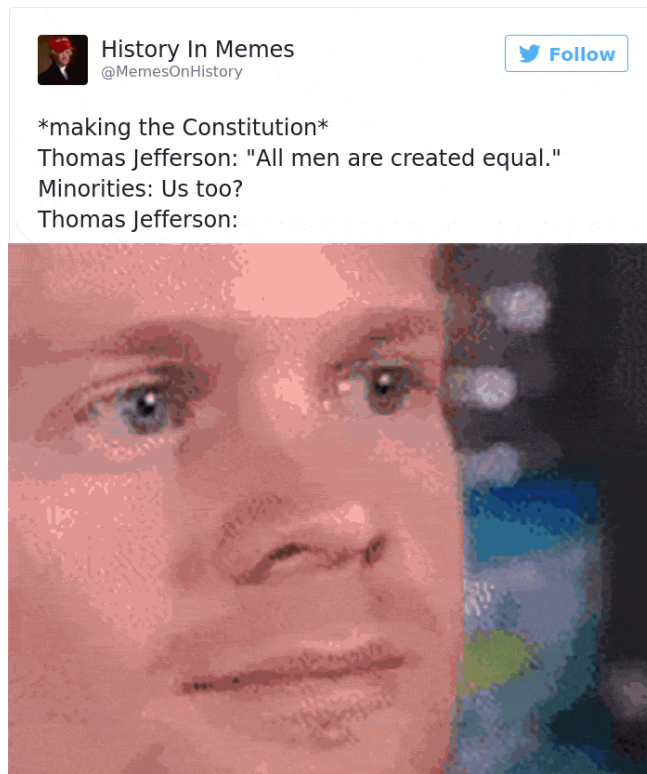 History In Memes
@MemesOnHistory
Follow
*making the Constitution*
Thomas Jefferson: "All men are created equal."
Minorities: Us too?
Thomas Jefferson: